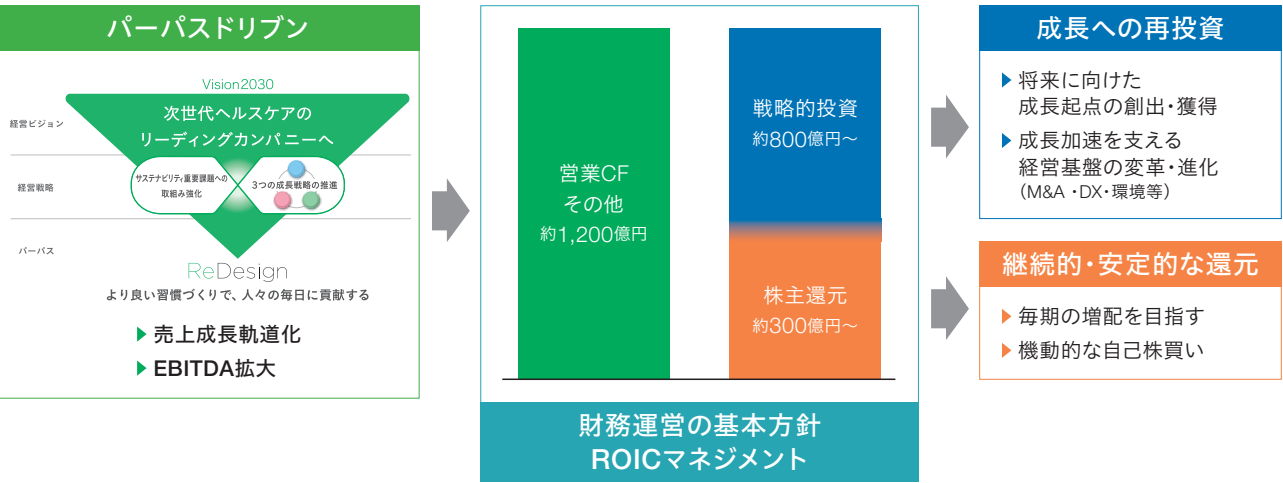 パーパスドリブン
Vision2030
経営ビジョン
次世代ヘルスケアの
リーディングカンパニーへ
経営戦略
サステナビリティ重要課題への
取組み強化
3つの成長戦略の推進
パーパス
ReDesign
より良い習慣づくりで、人々の毎日に貢献する
▶ 売上成長軌道化
▶ EBITDA拡大
営業CF
その他
約1,200億円
戦略的投資
約800億円～
株主還元
約300億円～
財務運営の基本方針
ROICマネジメント
成長への再投資
▶ 将来に向けた
成長起点の創出・獲得
▶ 成長加速を支える
経営基盤の変革・進化
（M&A・DX・環境等）
継続的・安定的な還元
▶ 毎期の増配を目指す
▶ 機動的な自己株買い